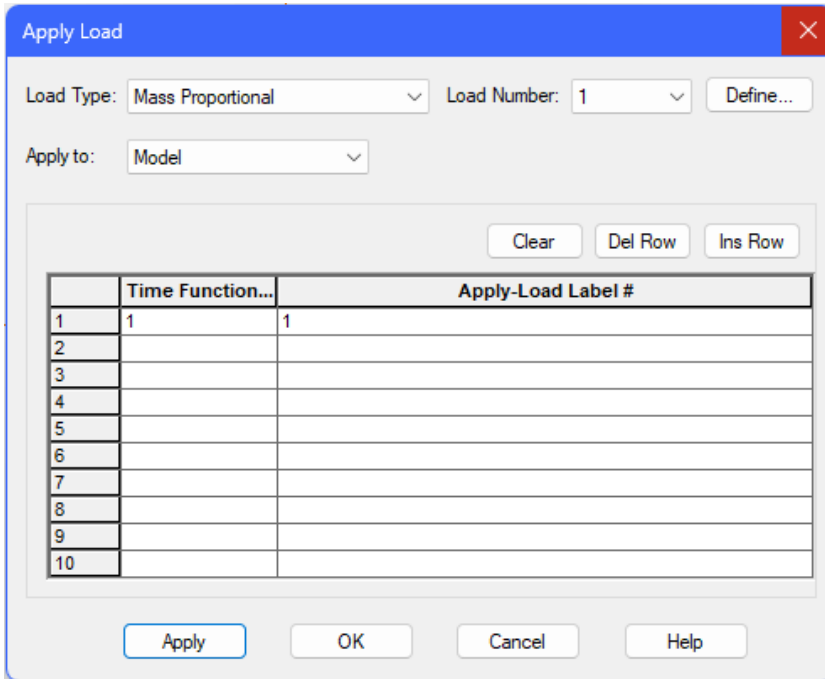 Apply Load
Load Type: Mass Proportional Load Number: 1 Define...
Apply to: Model
Clear Del Row Ins Row
Time Function... Apply-Load Label #
1 1 1
2
3
4
5
6
7
8
9
10
Apply OK Cancel Help